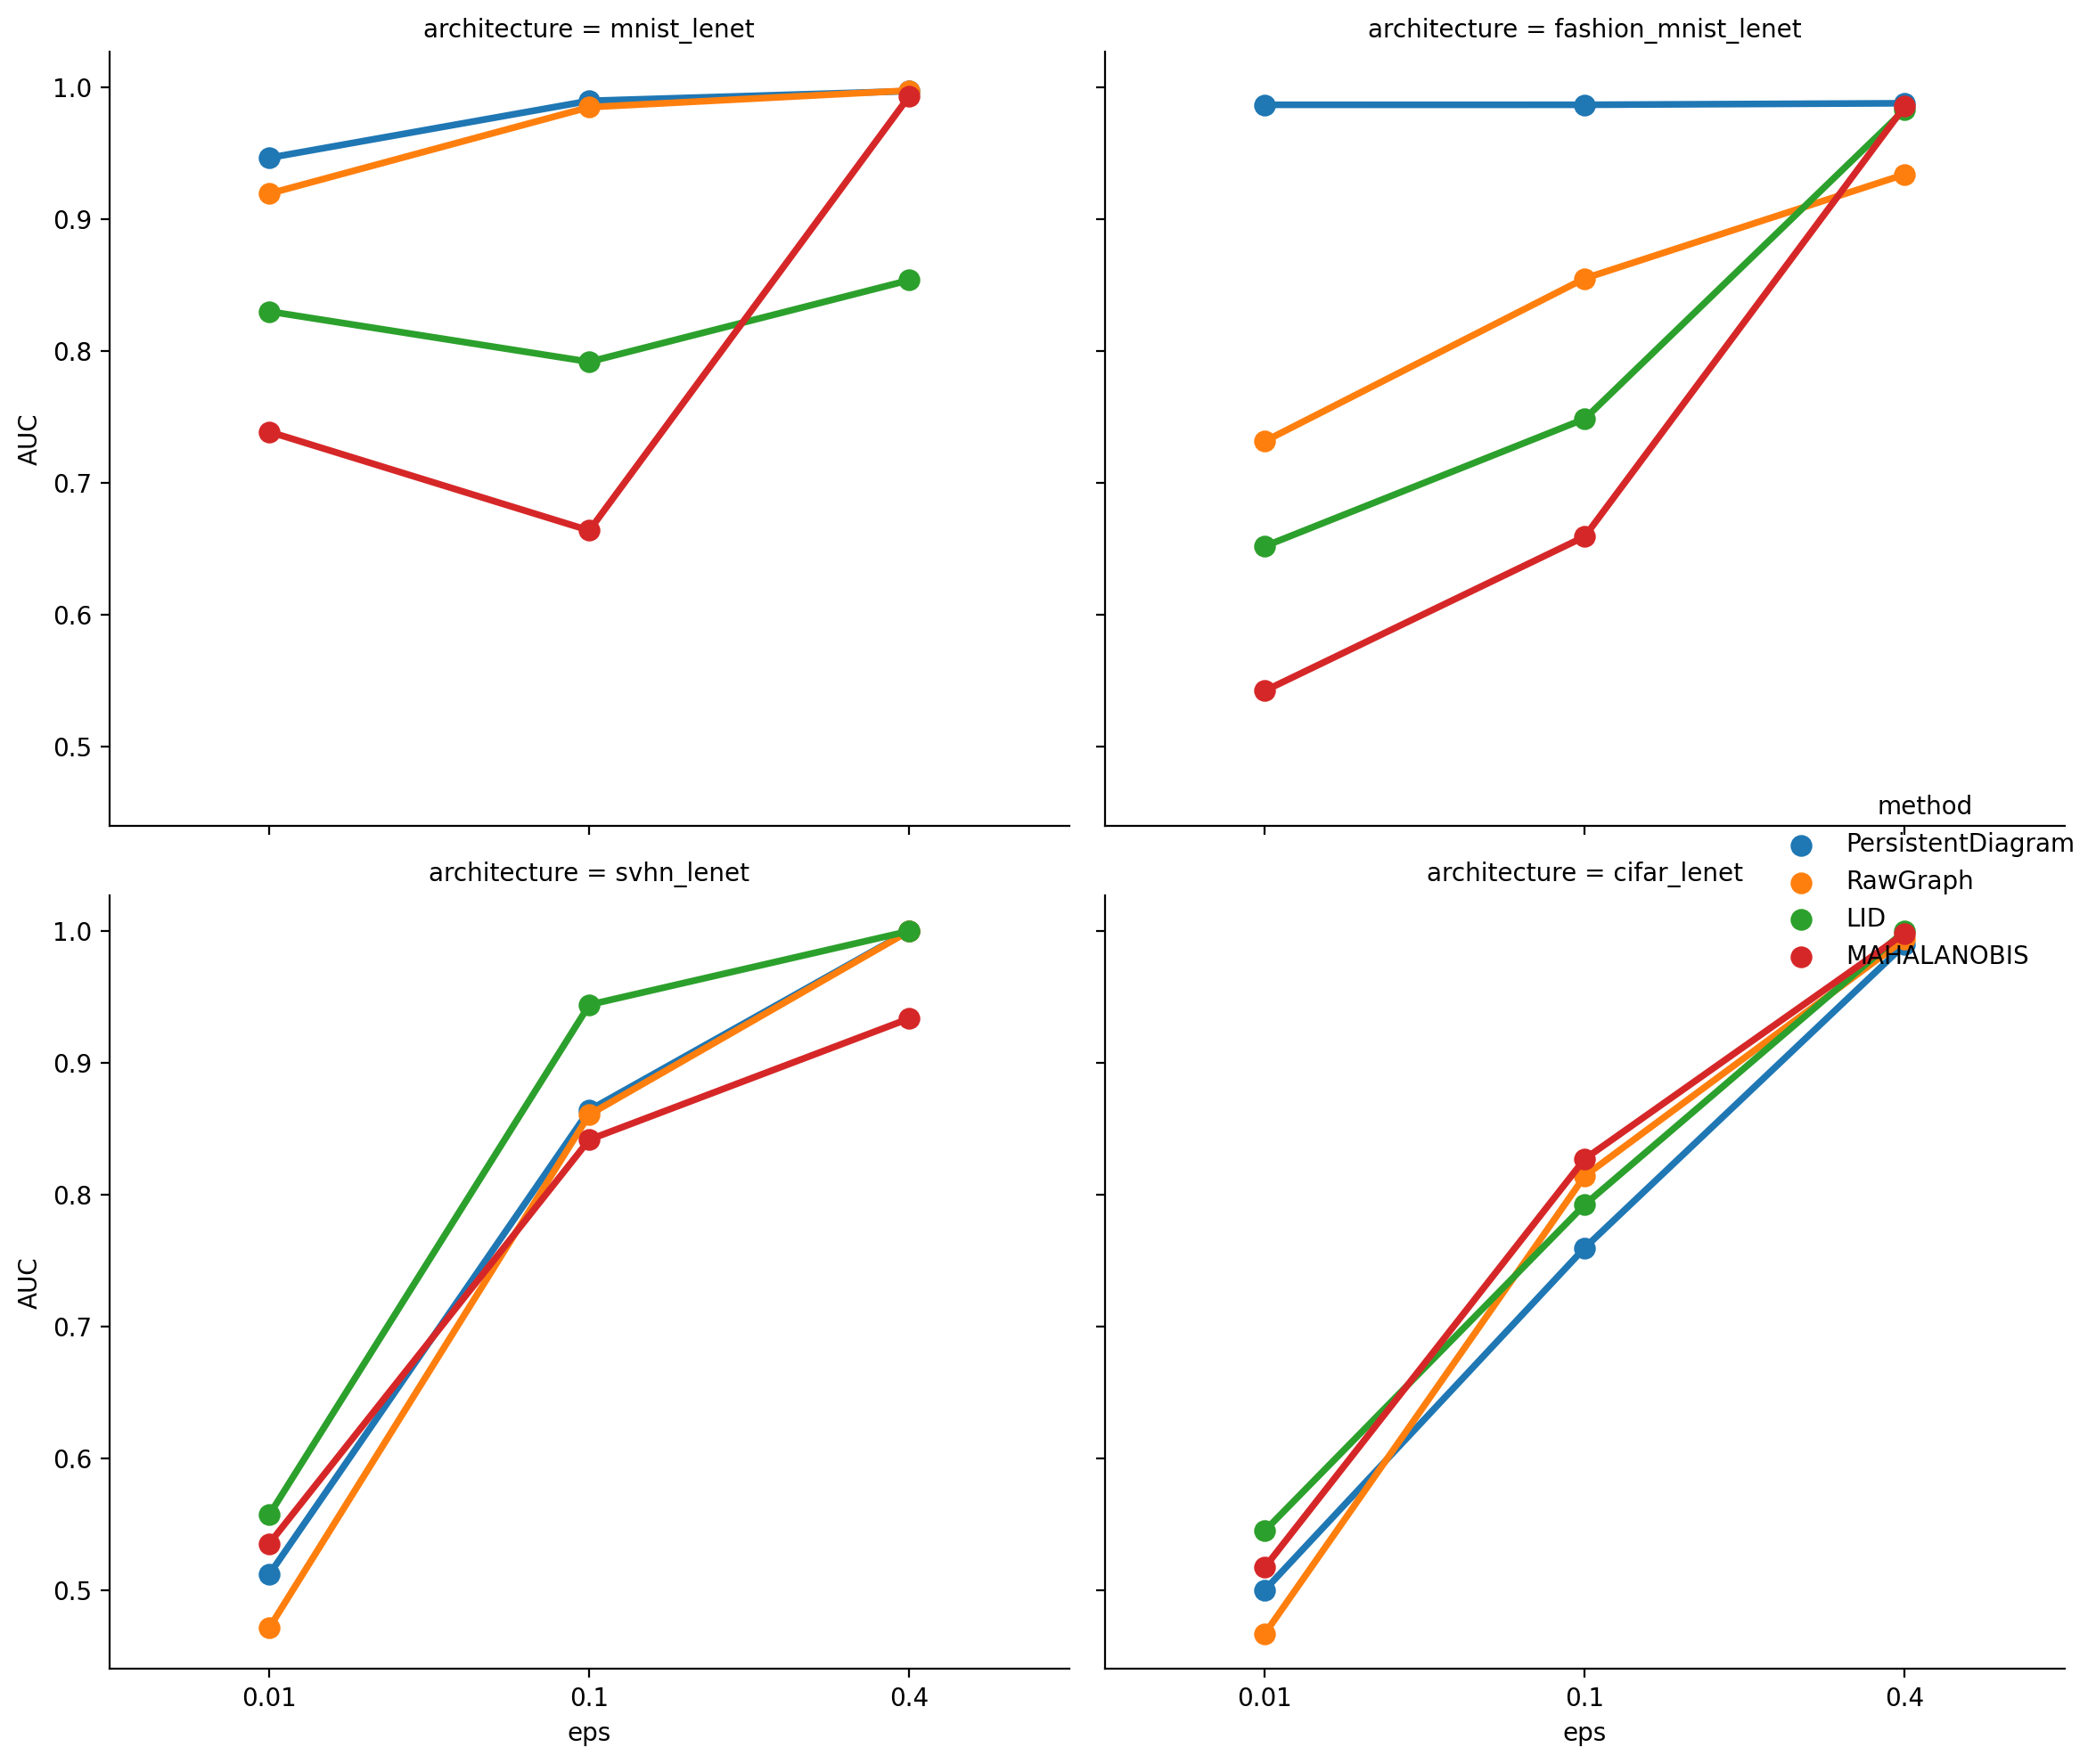 architecture = mnist_lenet
architecture = fashion_mnist_lenet
1.0
0.9
0.8
0.7
0.6
0.5
AUC
method
PersistentDiagram
RawGraph
LID
MAHALANOBIS
architecture = svhn_lenet
architecture = cifar_lenet
1.0
0.9
0.8
0.7
0.6
0.5
AUC
0.01 0.1 0.4
eps
0.01 0.1 0.4
eps